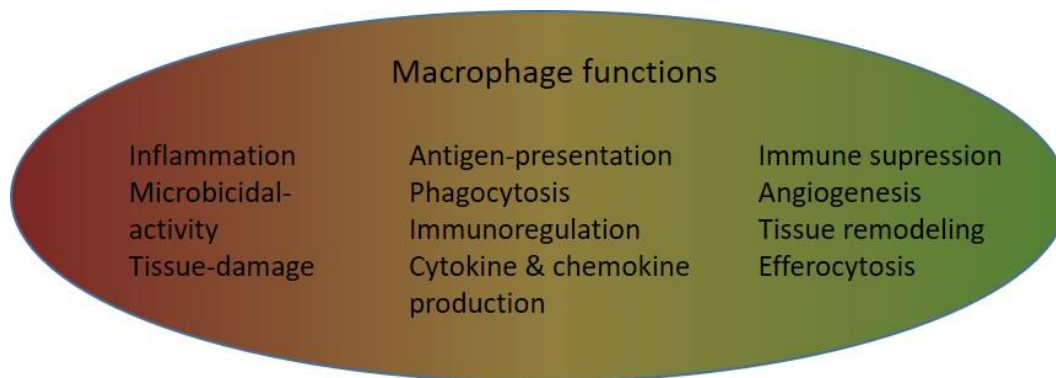 Macrophage functions
Inflammation
Microbicidal-
activity
Tissue-damage
Antigen-presentation
Phagocytosis
Immunoregulation
Cytokine & chemokine
production
Immune supression
Angiogenesis
Tissue remodeling
Efferocytosis